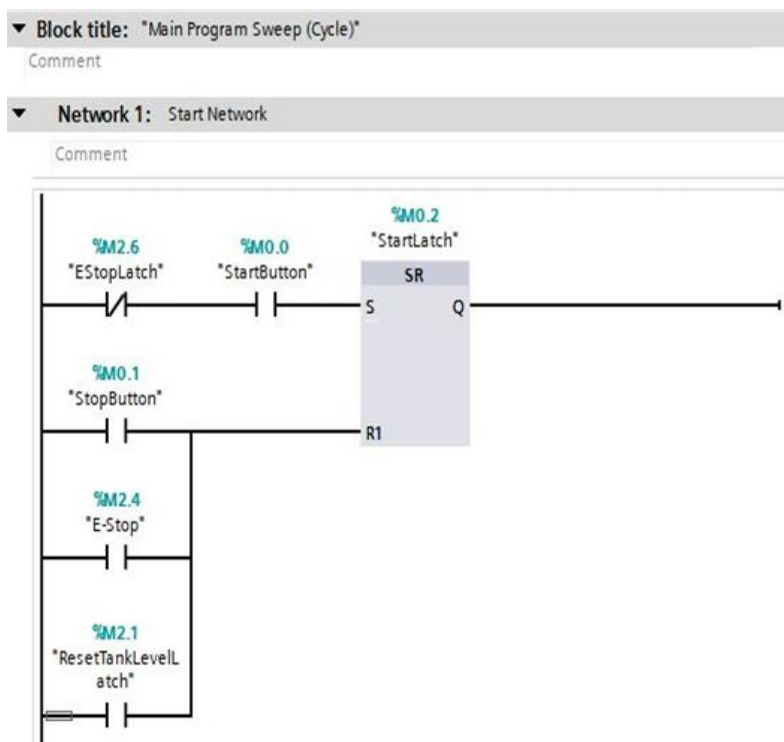 Block title: "Main Program Sweep (Cycle)"
Comment
Network 1: Start Network
Comment
%M0.2
"StartLatch"
%M2.6
"EStopLatch"
%M0.0
"StartButton"
SR
S
Q
%M0.1
"StopButton"
R1
%M2.4
"E-Stop"
%M2.1
"ResetTankLevelL
atch"